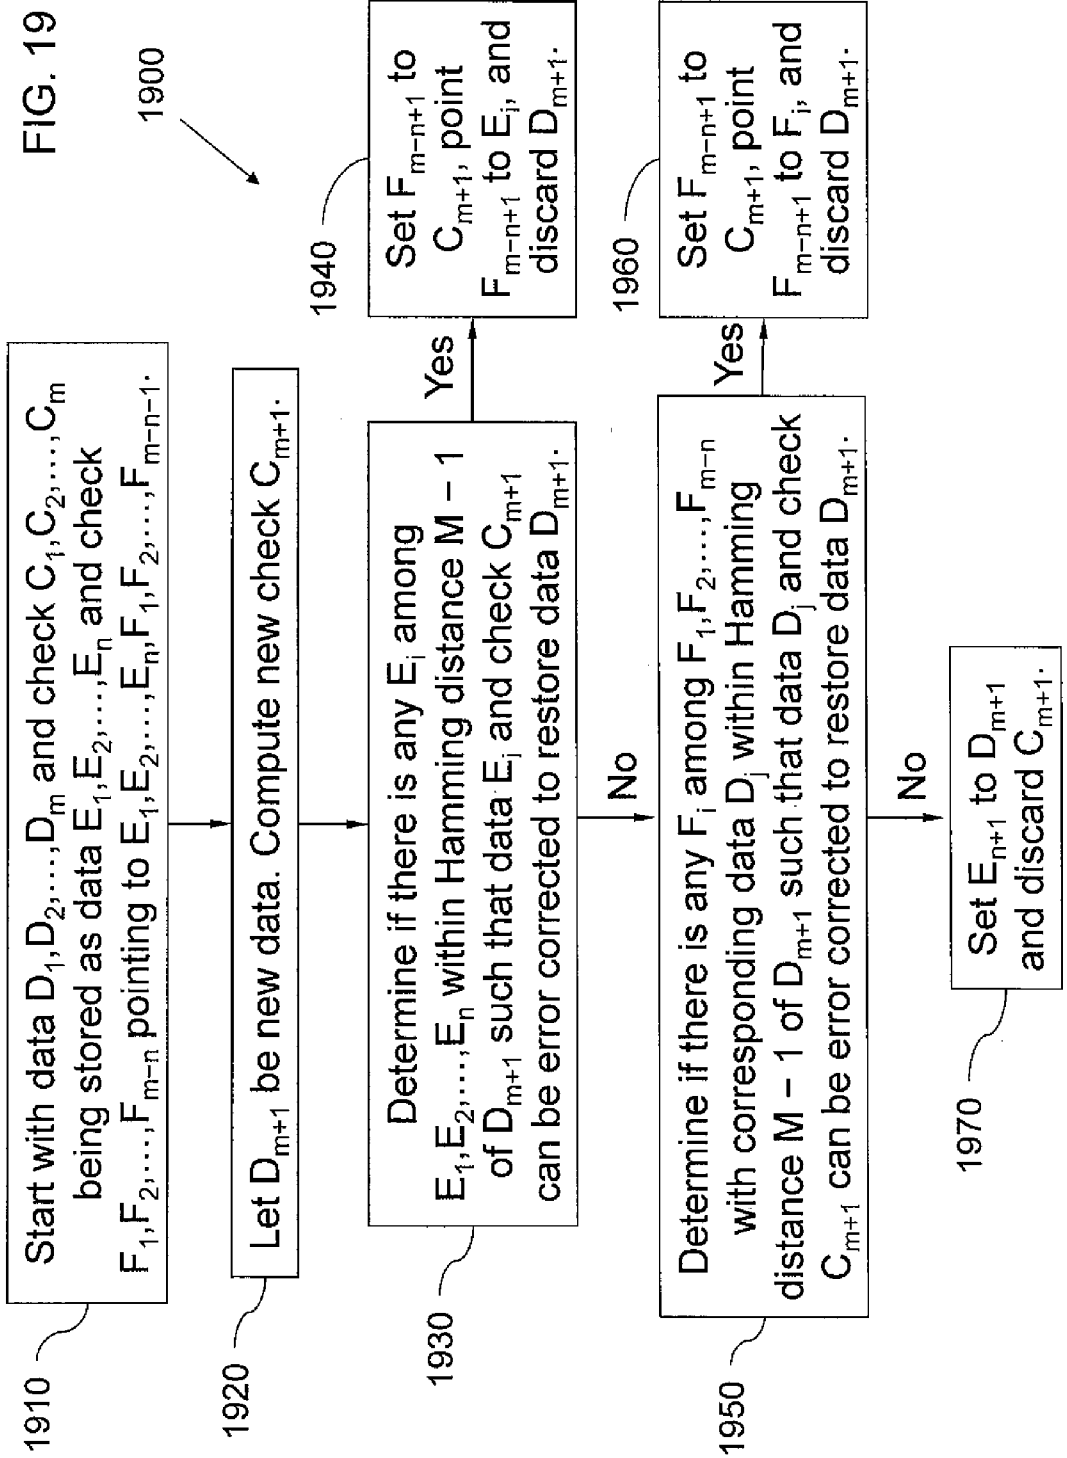 FIG. 19
1900
1910
Start with data D₁,D₂,…,Dₘ and check C₁,C₂,…,Cₘ
being stored as data E₁,E₂,…,Eₙ and check
F₁,F₂,…,Fₘ₋ₙ pointing to E₁,E₂,…,Eₙ,F₁,F₂,…,Fₘ₋ₙ₋₁.
1920
Let Dₘ₊₁ be new data. Compute new check Cₘ₊₁.
1930
Determine if there is any Eᵢ among
E₁,E₂,…,Eₙ within Hamming distance M – 1
of Dₘ₊₁ such that data Eᵢ and check Cₘ₊₁
can be error corrected to restore data Dₘ₊₁.
Yes
1940
Set Fₘ₋ₙ₊₁ to
Cₘ₊₁, point
Fₘ₋ₙ₊₁ to Eᵢ, and
discard Dₘ₊₁.
No
1950
Determine if there is any Fᵢ among F₁,F₂,…,Fₘ₋ₙ
with corresponding data Dⱼ within Hamming
distance M – 1 of Dₘ₊₁ such that data Dⱼ and check
Cₘ₊₁ can be error corrected to restore data Dₘ₊₁.
Yes
1960
Set Fₘ₋ₙ₊₁ to
Cₘ₊₁, point
Fₘ₋ₙ₊₁ to Fᵢ, and
discard Dₘ₊₁.
No
1970
Set Eₙ₊₁ to Dₘ₊₁
and discard Cₘ₊₁.